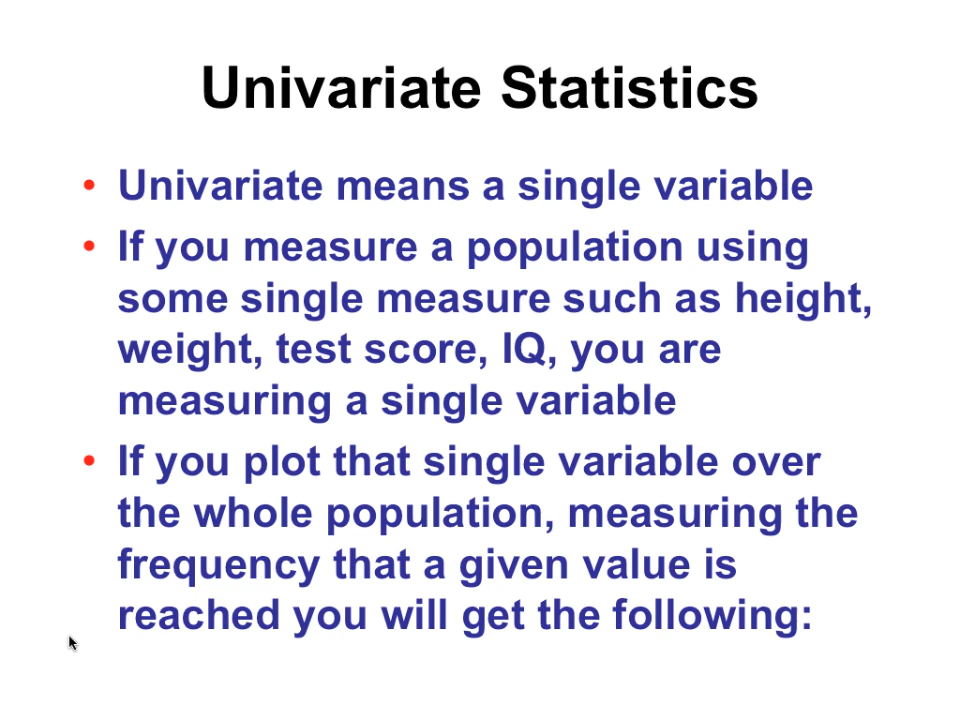 Univariate Statistics
• Univariate means a single variable
• If you measure a population using
some single measure such as height,
weight, test score, IQ, you are
measuring a single variable
• If you plot that single variable over
the whole population, measuring the
frequency that a given value is
reached you will get the following: